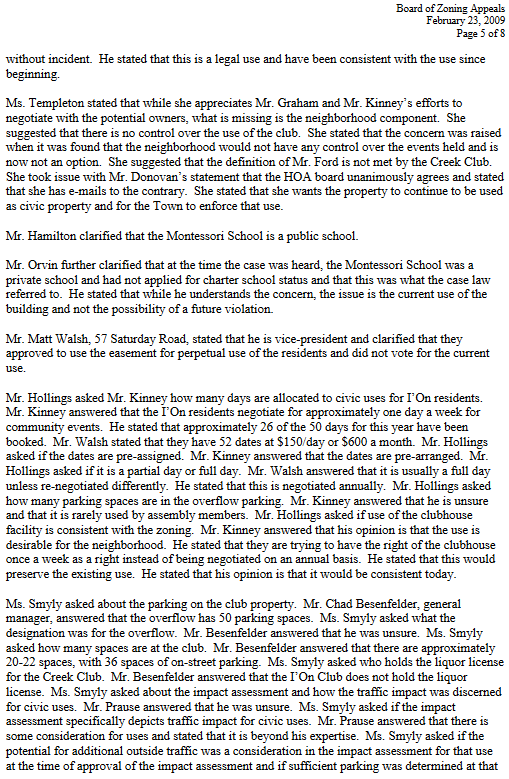 Board of Zoning Appeals
February 23, 2009
Page 5 of 8
without incident.  He stated that this is a legal use and have been consistent with the use since
beginning.
Ms. Templeton stated that while she appreciates Mr. Graham and Mr. Kinney's efforts to
negotiate with the potential owners, what is missing is the neighborhood component.  She
suggested that there is no control over the use of the club.  She stated that the concern was raised
when it was found that the neighborhood would not have any control over the events held and is
now not an option.  She suggested that the definition of Mr. Ford is not met by the Creek Club.
She took issue with Mr. Donovan's statement that the HOA board unanimously agrees and stated
that she has e-mails to the contrary.  She stated that she wants the property to continue to be used
as civic property and for the Town to enforce that use.
Mr. Hamilton clarified that the Montessori School is a public school.
Mr. Orvin further clarified that at the time the case was heard, the Montessori School was a
private school and had not applied for charter school status and that this was what the case law
referred to.  He stated that while he understands the concern, the issue is the current use of the
building and not the possibility of a future violation.
Mr. Matt Walsh, 57 Saturday Road, stated that he is vice-president and clarified that they
approved to use the easement for perpetual use of the residents and did not vote for the current
use.
Mr. Hollings asked Mr. Kinney how many days are allocated to civic uses for I'On residents.
Mr. Kinney answered that the I'On residents negotiate for approximately one day a week for
community events.  He stated that approximately 26 of the 50 days for this year have been
booked.  Mr. Walsh stated that they have 52 dates at $150/day or $600 a month.  Mr. Hollings
asked if the dates are pre-assigned.  Mr. Kinney answered that the dates are pre-arranged.  Mr.
Hollings asked if it is a partial day or full day.  Mr. Walsh answered that it is usually a full day
unless re-negotiated differently.  He stated that this is negotiated annually.  Mr. Hollings asked
how many parking spaces are in the overflow parking.  Mr. Kinney answered that he is unsure
and that it is rarely used by assembly members.  Mr. Hollings asked if use of the clubhouse
facility is consistent with the zoning.  Mr. Kinney answered that his opinion is that the use is
desirable for the neighborhood.  He stated that they are trying to have the right of the clubhouse
once a week as a right instead of being negotiated on an annual basis.  He stated that this would
preserve the existing use.  He stated that his opinion is that it would be consistent today.
Ms. Smyly asked about the parking on the club property.  Mr. Chad Besenfelder, general
manager, answered that the overflow has 50 parking spaces.  Ms. Smyly asked what the
designation was for the overflow.  Mr. Besenfelder answered that he was unsure.  Ms. Smyly
asked how many spaces are at the club.  Mr. Besenfelder answered that there are approximately
20-22 spaces, with 36 spaces of on-street parking.  Ms. Smyly asked who holds the liquor license
for the Creek Club.  Mr. Besenfelder answered that the I'On Club does not hold the liquor
license.  Ms. Smyly asked about the impact assessment and how the traffic impact was discerned
for civic uses.  Mr. Prause answered that he was unsure.  Ms. Smyly asked if the impact
assessment specifically depicts traffic impact for civic uses.  Mr. Prause answered that there is
some consideration for uses and stated that it is beyond his expertise.  Ms. Smyly asked if the
potential for additional outside traffic was a consideration in the impact assessment for that use
at the time of approval of the impact assessment and if sufficient parking was determined at that